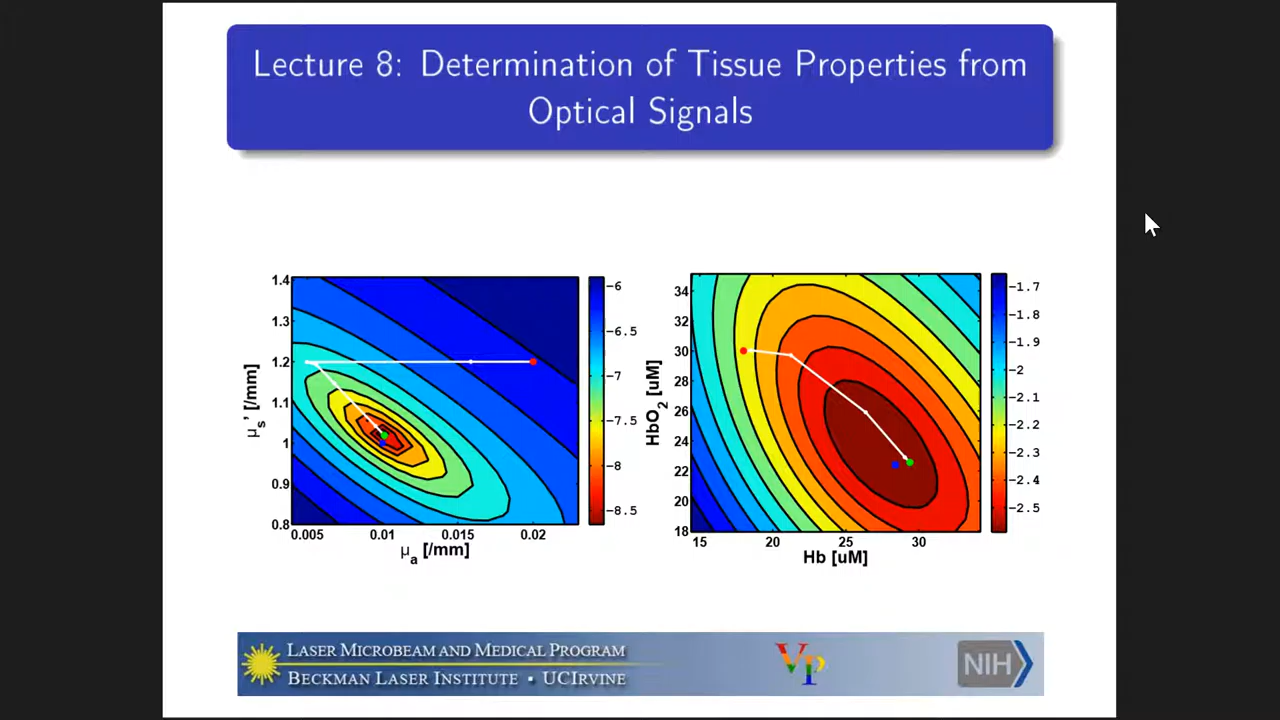 Lecture 8: Determination of Tissue Properties from
Optical Signals
1.4
1.3
1.2
1.1
1
0.9
0.8
μs' [/mm]
0.005 0.01 0.015 0.02
μa [/mm]
−6
−6.5
−7
−7.5
−8
−8.5
34
32
30
28
26
24
22
20
18
HbO2 [uM]
15 20 25 30
Hb [uM]
−1.7
−1.8
−1.9
−2
−2.1
−2.2
−2.3
−2.4
−2.5
LASER MICROBEAM AND MEDICAL PROGRAM
BECKMAN LASER INSTITUTE • UCIRVINE
VP
NIH